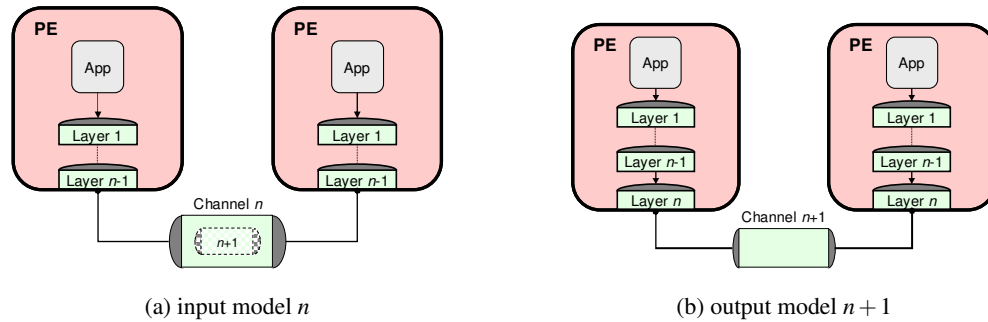 PE
App
Layer 1
Layer n-1
PE
App
Layer 1
Layer n-1
Channel n
n+1
(a) input model n
PE
App
Layer 1
Layer n-1
Layer n
PE
App
Layer 1
Layer n-1
Layer n
Channel n+1
(b) output model n + 1